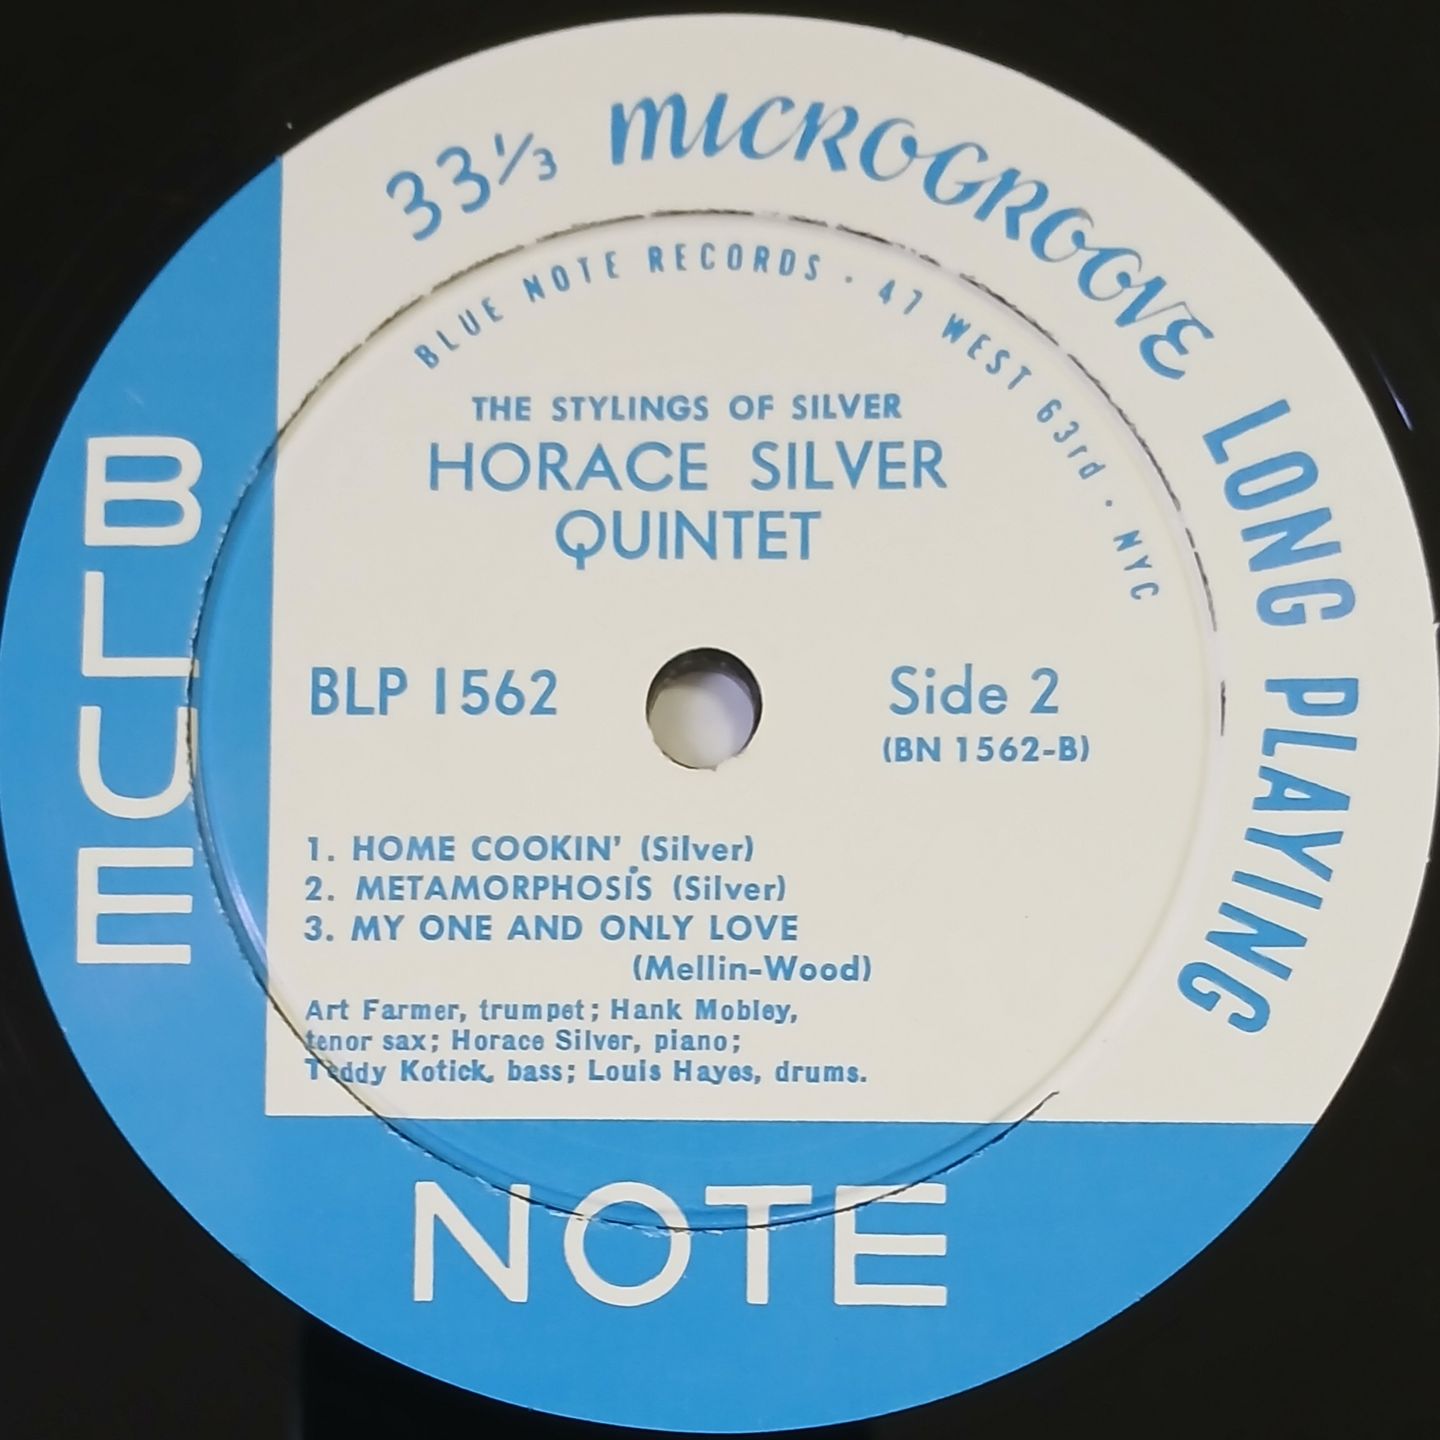 33⅓ MICROGROOVE LONG PLAYING
BLUE NOTE RECORDS · 47 WEST 63rd · NYC
THE STYLINGS OF SILVER
HORACE SILVER
QUINTET
BLP 1562
Side 2
(BN 1562-B)
1. HOME COOKIN' (Silver)
2. METAMORPHOSIS (Silver)
3. MY ONE AND ONLY LOVE
(Mellin-Wood)
Art Farmer, trumpet; Hank Mobley,
tenor sax; Horace Silver, piano;
Teddy Kotick, bass; Louis Hayes, drums.
BLUE
NOTE